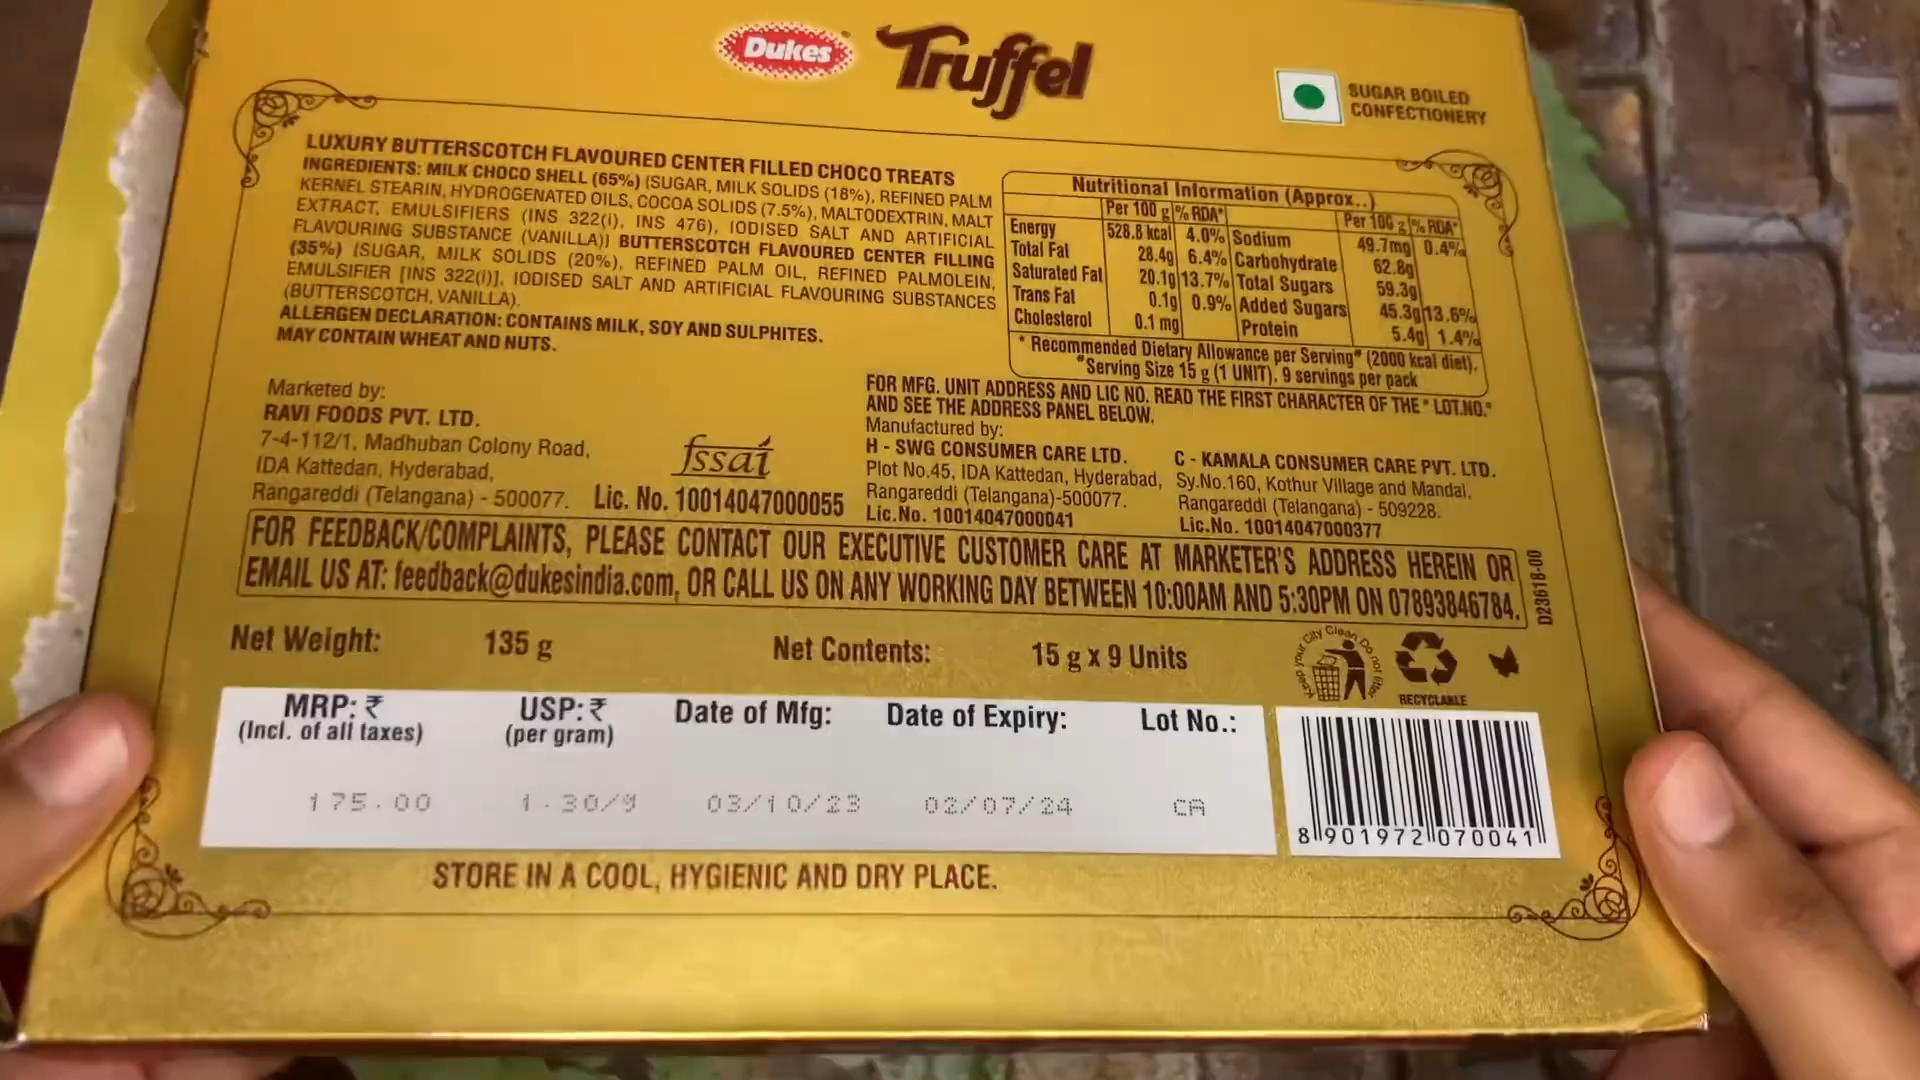 Dukes Truffel
SUGAR BOILED
CONFECTIONERY
LUXURY BUTTERSCOTCH FLAVOURED CENTER FILLED CHOCO TREATS
INGREDIENTS: MILK CHOCO SHELL (65%) (SUGAR, MILK SOLIDS (18%), REFINED PALM
KERNEL STEARIN, HYDROGENATED OILS, COCOA SOLIDS (7.5%), MALTODEXTRIN, MALT
EXTRACT, EMULSIFIERS (INS 322(i), INS 476), IODISED SALT AND ARTIFICIAL
FLAVOURING SUBSTANCE (VANILLA)) BUTTERSCOTCH FLAVOURED CENTER FILLING
(35%) (SUGAR, MILK SOLIDS (20%), REFINED PALM OIL, REFINED PALMOLEIN,
EMULSIFIER [INS 322(i)], IODISED SALT AND ARTIFICIAL FLAVOURING SUBSTANCES
(BUTTERSCOTCH, VANILLA).
ALLERGEN DECLARATION: CONTAINS MILK, SOY AND SULPHITES.
MAY CONTAIN WHEAT AND NUTS.
Nutritional Information (Approx..)
Per 100 g % RDA* Per 100 g % RDA*
Energy 528.8 kcal 4.0% Sodium 49.7mg 0.4%
Total Fat 28.4g 6.4% Carbohydrate 62.8g
Saturated Fat 20.1g 13.7% Total Sugars 59.3g
Trans Fat 0.1g 0.9% Added Sugars 45.3g 13.6%
Cholesterol 0.1 mg Protein 5.4g 1.4%
* Recommended Dietary Allowance per Serving# (2000 kcal diet).
#Serving Size 15 g (1 UNIT). 9 servings per pack
Marketed by:
RAVI FOODS PVT. LTD.
7-4-112/1, Madhuban Colony Road,
IDA Kattedan, Hyderabad,
Rangareddi (Telangana) - 500077.
fssai
Lic. No. 10014047000055
FOR MFG. UNIT ADDRESS AND LIC NO. READ THE FIRST CHARACTER OF THE " LOT.NO."
AND SEE THE ADDRESS PANEL BELOW.
Manufactured by:
H - SWG CONSUMER CARE LTD.
Plot No.45, IDA Kattedan, Hyderabad,
Rangareddi (Telangana)-500077.
Lic.No. 10014047000041
C - KAMALA CONSUMER CARE PVT. LTD.
Sy.No.160, Kothur Village and Mandal,
Rangareddi (Telangana) - 509228.
Lic.No. 10014047000377
FOR FEEDBACK/COMPLAINTS, PLEASE CONTACT OUR EXECUTIVE CUSTOMER CARE AT MARKETER'S ADDRESS HEREIN OR
EMAIL US AT: feedback@dukesindia.com, OR CALL US ON ANY WORKING DAY BETWEEN 10:00AM AND 5:30PM ON 07893846784.
D23618-00
Net Weight: 135 g Net Contents: 15 g x 9 Units
Keep your City Clean Do not litter
RECYCLABLE
MRP: ₹ USP: ₹ Date of Mfg: Date of Expiry: Lot No.:
(Incl. of all taxes) (per gram)
175.00 1.30/g 03/10/23 02/07/24 CA
8 901972 070041
STORE IN A COOL, HYGIENIC AND DRY PLACE.